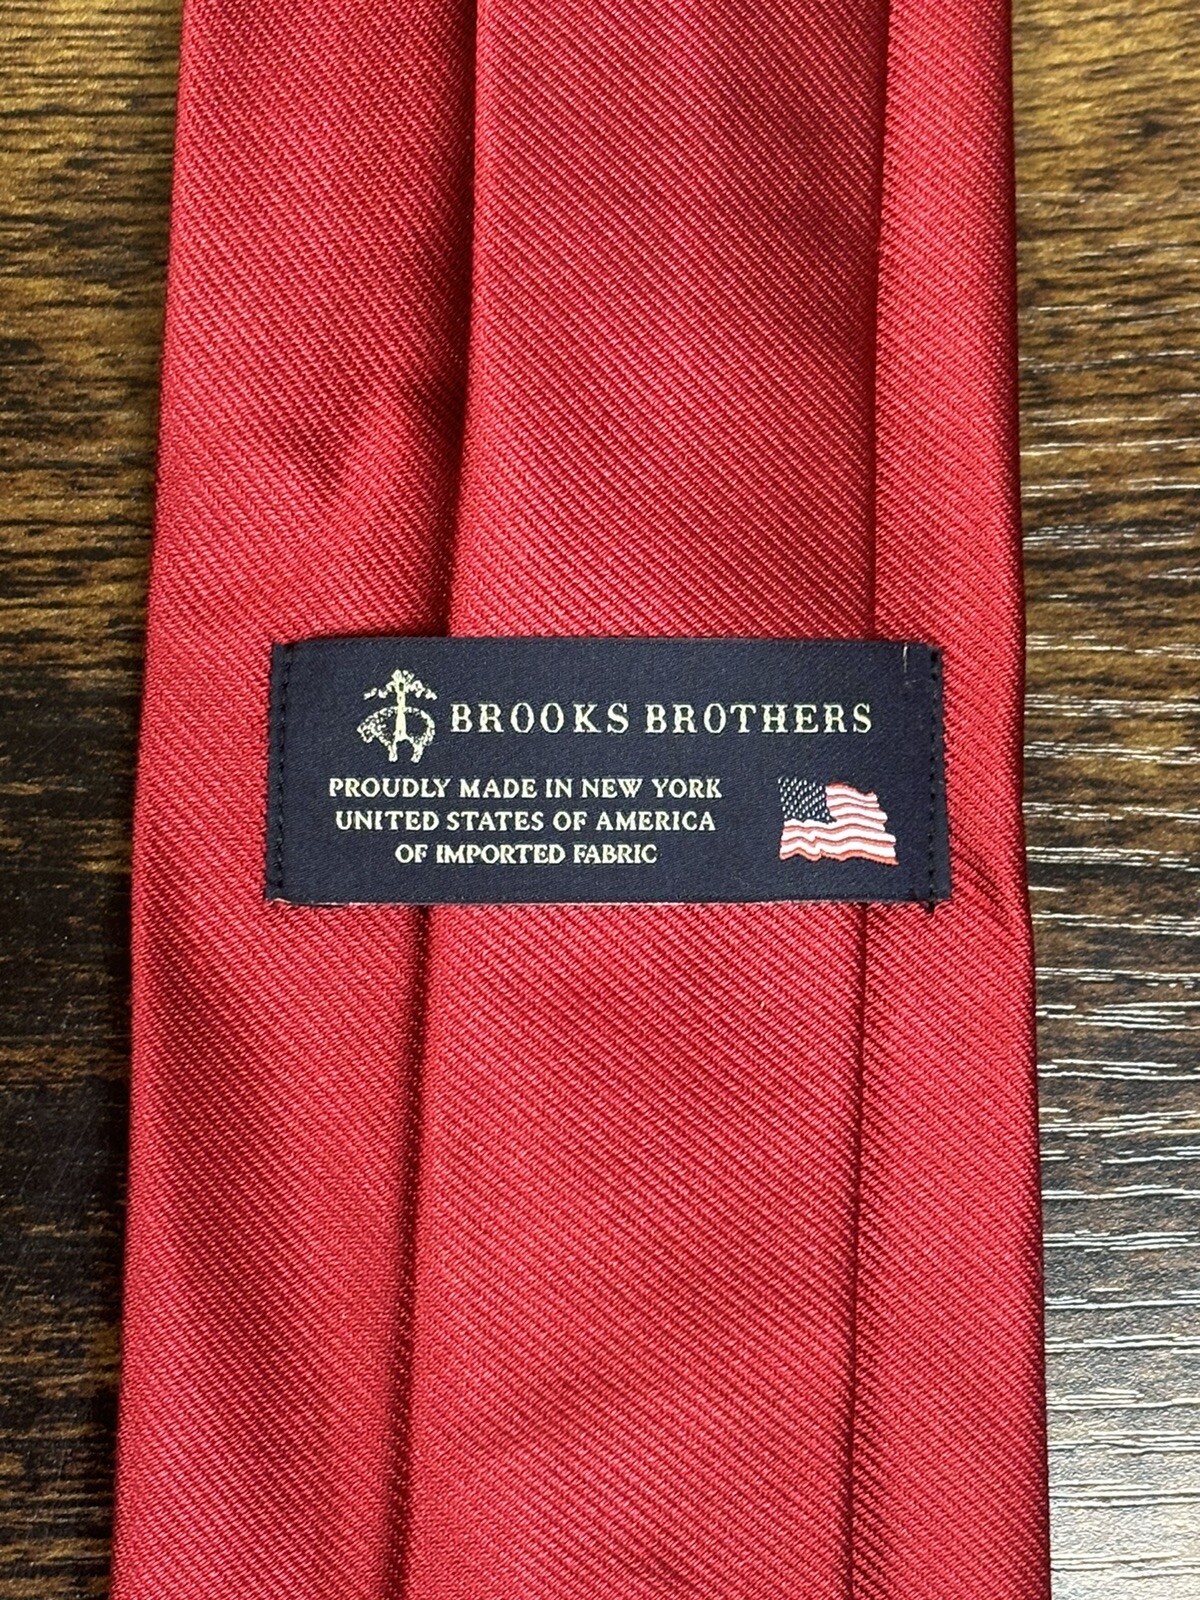 BROOKS BROTHERS
PROUDLY MADE IN NEW YORK
UNITED STATES OF AMERICA
OF IMPORTED FABRIC